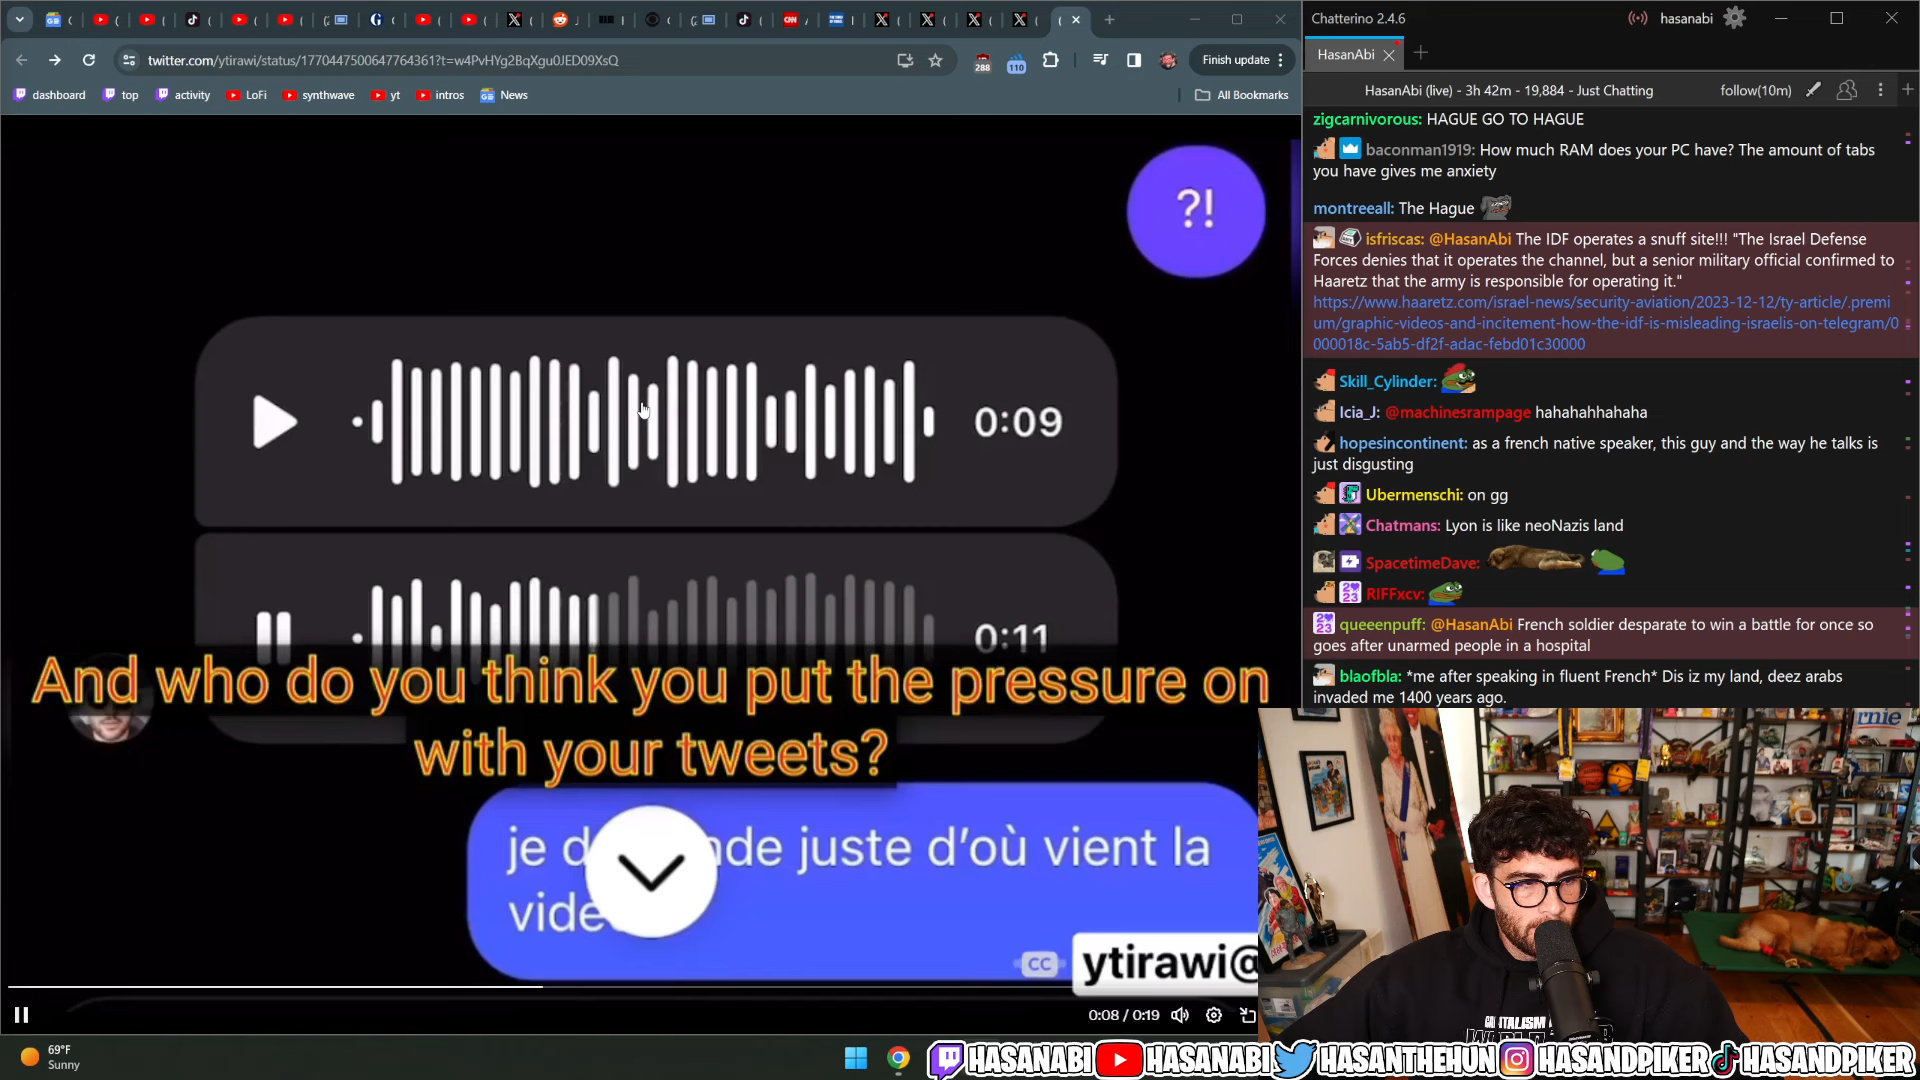 Chatterino 2.4.6
hasanabi
twitter.com/ytirawi/status/1770447500647764361?t=w4PvHYg2BqXgu0JED09XsQ
288
110
Finish update
HasanAbi
dashboard
top
activity
LoFi
synthwave
yt
intros
News
All Bookmarks
HasanAbi (live) - 3h 42m - 19,884 - Just Chatting
follow(10m)
zigcarnivorous: HAGUE GO TO HAGUE
baconman1919: How much RAM does your PC have? The amount of tabs
you have gives me anxiety
montreeall: The Hague
isfriscas: @HasanAbi The IDF operates a snuff site!!! "The Israel Defense
Forces denies that it operates the channel, but a senior military official confirmed to
Haaretz that the army is responsible for operating it."
https://www.haaretz.com/israel-news/security-aviation/2023-12-12/ty-article/.premi
um/graphic-videos-and-incitement-how-the-idf-is-misleading-israelis-on-telegram/0
000018c-5ab5-df2f-adac-febd01c30000
Skill_Cylinder:
Icia_J: @machinesrampage hahahahhahaha
hopesincontinent: as a french native speaker, this guy and the way he talks is
just disgusting
Ubermenschi: on gg
Chatmans: Lyon is like neoNazis land
SpacetimeDave:
RIFFxcv:
queeenpuff: @HasanAbi French soldier desparate to win a battle for once so
goes after unarmed people in a hospital
blaofbla: *me after speaking in fluent French* Dis iz my land, deez arabs
invaded me 1400 years ago.
?!
0:09
0:11
And who do you think you put the pressure on
with your tweets?
juste d'où vient la
CC
ytirawi@
0:08 / 0:19
69°F
Sunny
HASANABI
HASANABI
HASANTHEHUN
HASANDPIKER
HASANDPIKER